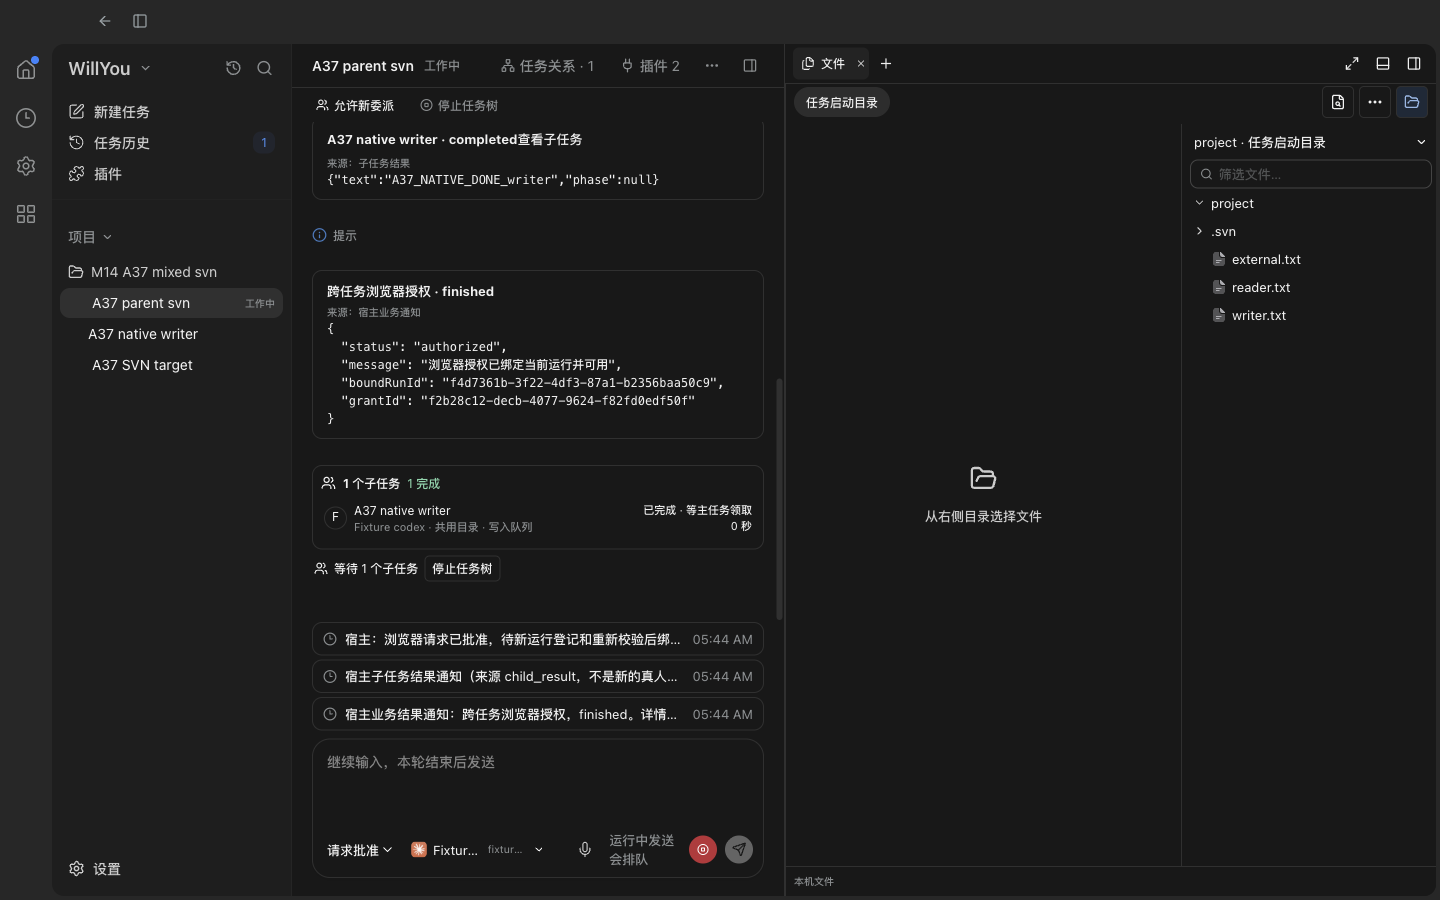 WillYou
新建任务
任务历史
1
插件
项目
M14 A37 mixed svn
A37 parent svn
工作中
A37 native writer
A37 SVN target
设置
A37 parent svn
工作中
任务关系 · 1
插件 2
允许新委派
停止任务树
A37 native writer · completed查看子任务
来源：子任务结果
{"text":"A37_NATIVE_DONE_writer","phase":null}
提示
跨任务浏览器授权 · finished
来源：宿主业务通知
{
"status": "authorized",
"message": "浏览器授权已绑定当前运行并可用",
"boundRunId": "f4d7361b-3f22-4df3-87a1-b2356baa50c9",
"grantId": "f2b28c12-decb-4077-9624-f82fd0edf50f"
}
1 个子任务 1 完成
F
A37 native writer
已完成 · 等主任务领取
Fixture codex · 共用目录 · 写入队列
0 秒
等待 1 个子任务
停止任务树
宿主：浏览器请求已批准，待新运行登记和重新校验后绑...
05:44 AM
宿主子任务结果通知（来源 child_result，不是新的真人...
05:44 AM
宿主业务结果通知：跨任务浏览器授权，finished。详情...
05:44 AM
继续输入，本轮结束后发送
请求批准
Fixtur...
fixtur...
运行中发送
会排队
文件
任务启动目录
从右侧目录选择文件
project · 任务启动目录
筛选文件...
project
.svn
external.txt
reader.txt
writer.txt
本机文件